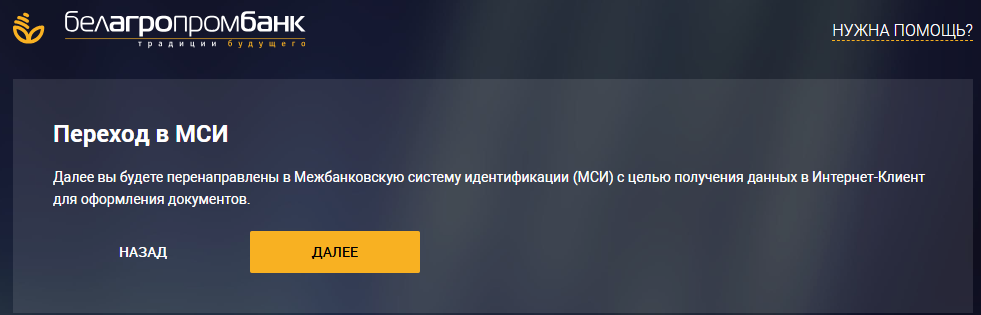 белагропромбанк
традиции будущего
НУЖНА ПОМОЩЬ?
Переход в МСИ
Далее вы будете перенаправлены в Межбанковскую систему идентификации (МСИ) с целью получения данных в Интернет-Клиент
для оформления документов.
НАЗАД
ДАЛЕЕ